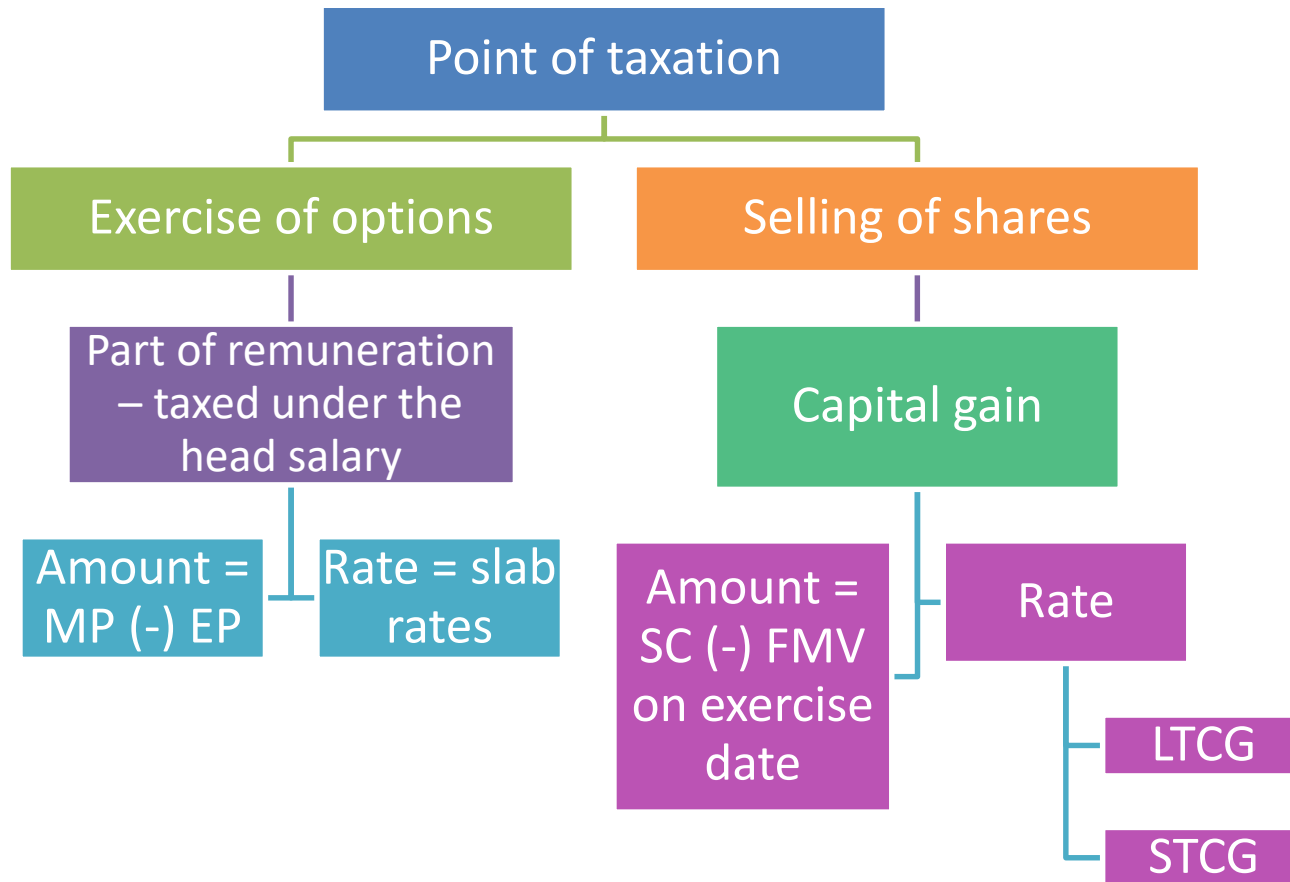 Point of taxation
Exercise of options
Selling of shares
Part of remuneration
– taxed under the
head salary
Capital gain
Amount =
MP (-) EP
Rate = slab
rates
Amount =
SC (-) FMV
on exercise
date
Rate
LTCG
STCG